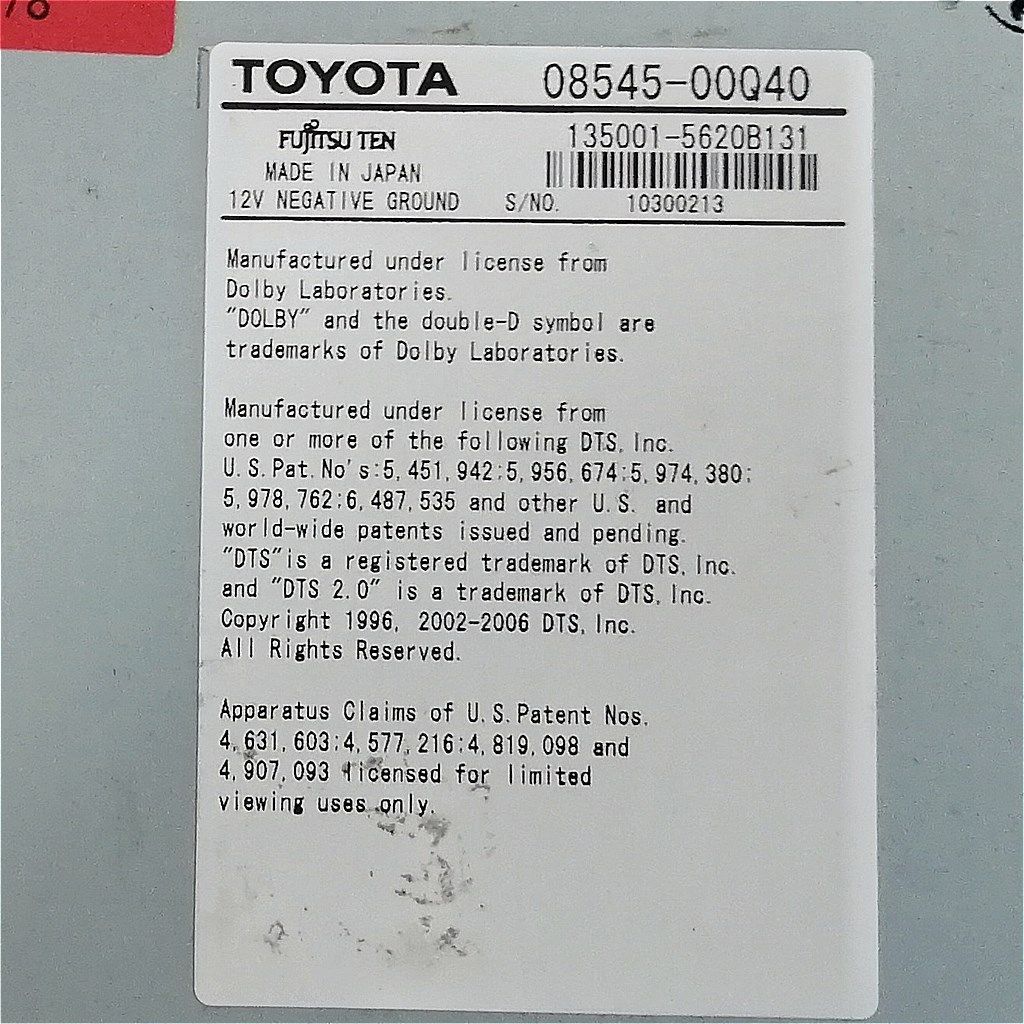 78
TOYOTA 08545-00Q40
FUJITSU TEN 135001-5620B131
MADE IN JAPAN
12V NEGATIVE GROUND S/NO. 10300213
Manufactured under license from
Dolby Laboratories.
"DOLBY" and the double-D symbol are
trademarks of Dolby Laboratories.
Manufactured under license from
one or more of the following DTS, Inc.
U.S.Pat.No's:5,451,942;5,956,674;5,974,380;
5,978,762;6,487,535 and other U.S. and
world-wide patents issued and pending.
"DTS"is a registered trademark of DTS, Inc.
and "DTS 2.0" is a trademark of DTS, Inc.
Copyright 1996, 2002-2006 DTS, Inc.
All Rights Reserved.
Apparatus Claims of U.S.Patent Nos.
4,631,603;4,577,216;4,819,098 and
4,907,093 licensed for limited
viewing uses only.